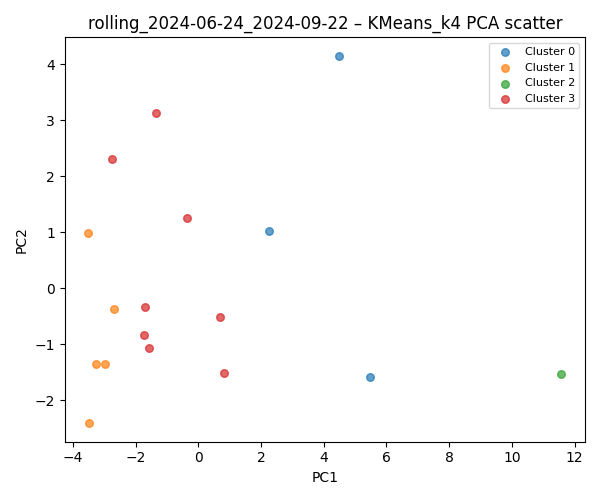 rolling_2024-06-24_2024-09-22 – KMeans_k4 PCA scatter
Cluster 0
Cluster 1
Cluster 2
Cluster 3
PC2
4
3
2
1
0
−1
−2
−4 −2 0 2 4 6 8 10 12
PC1